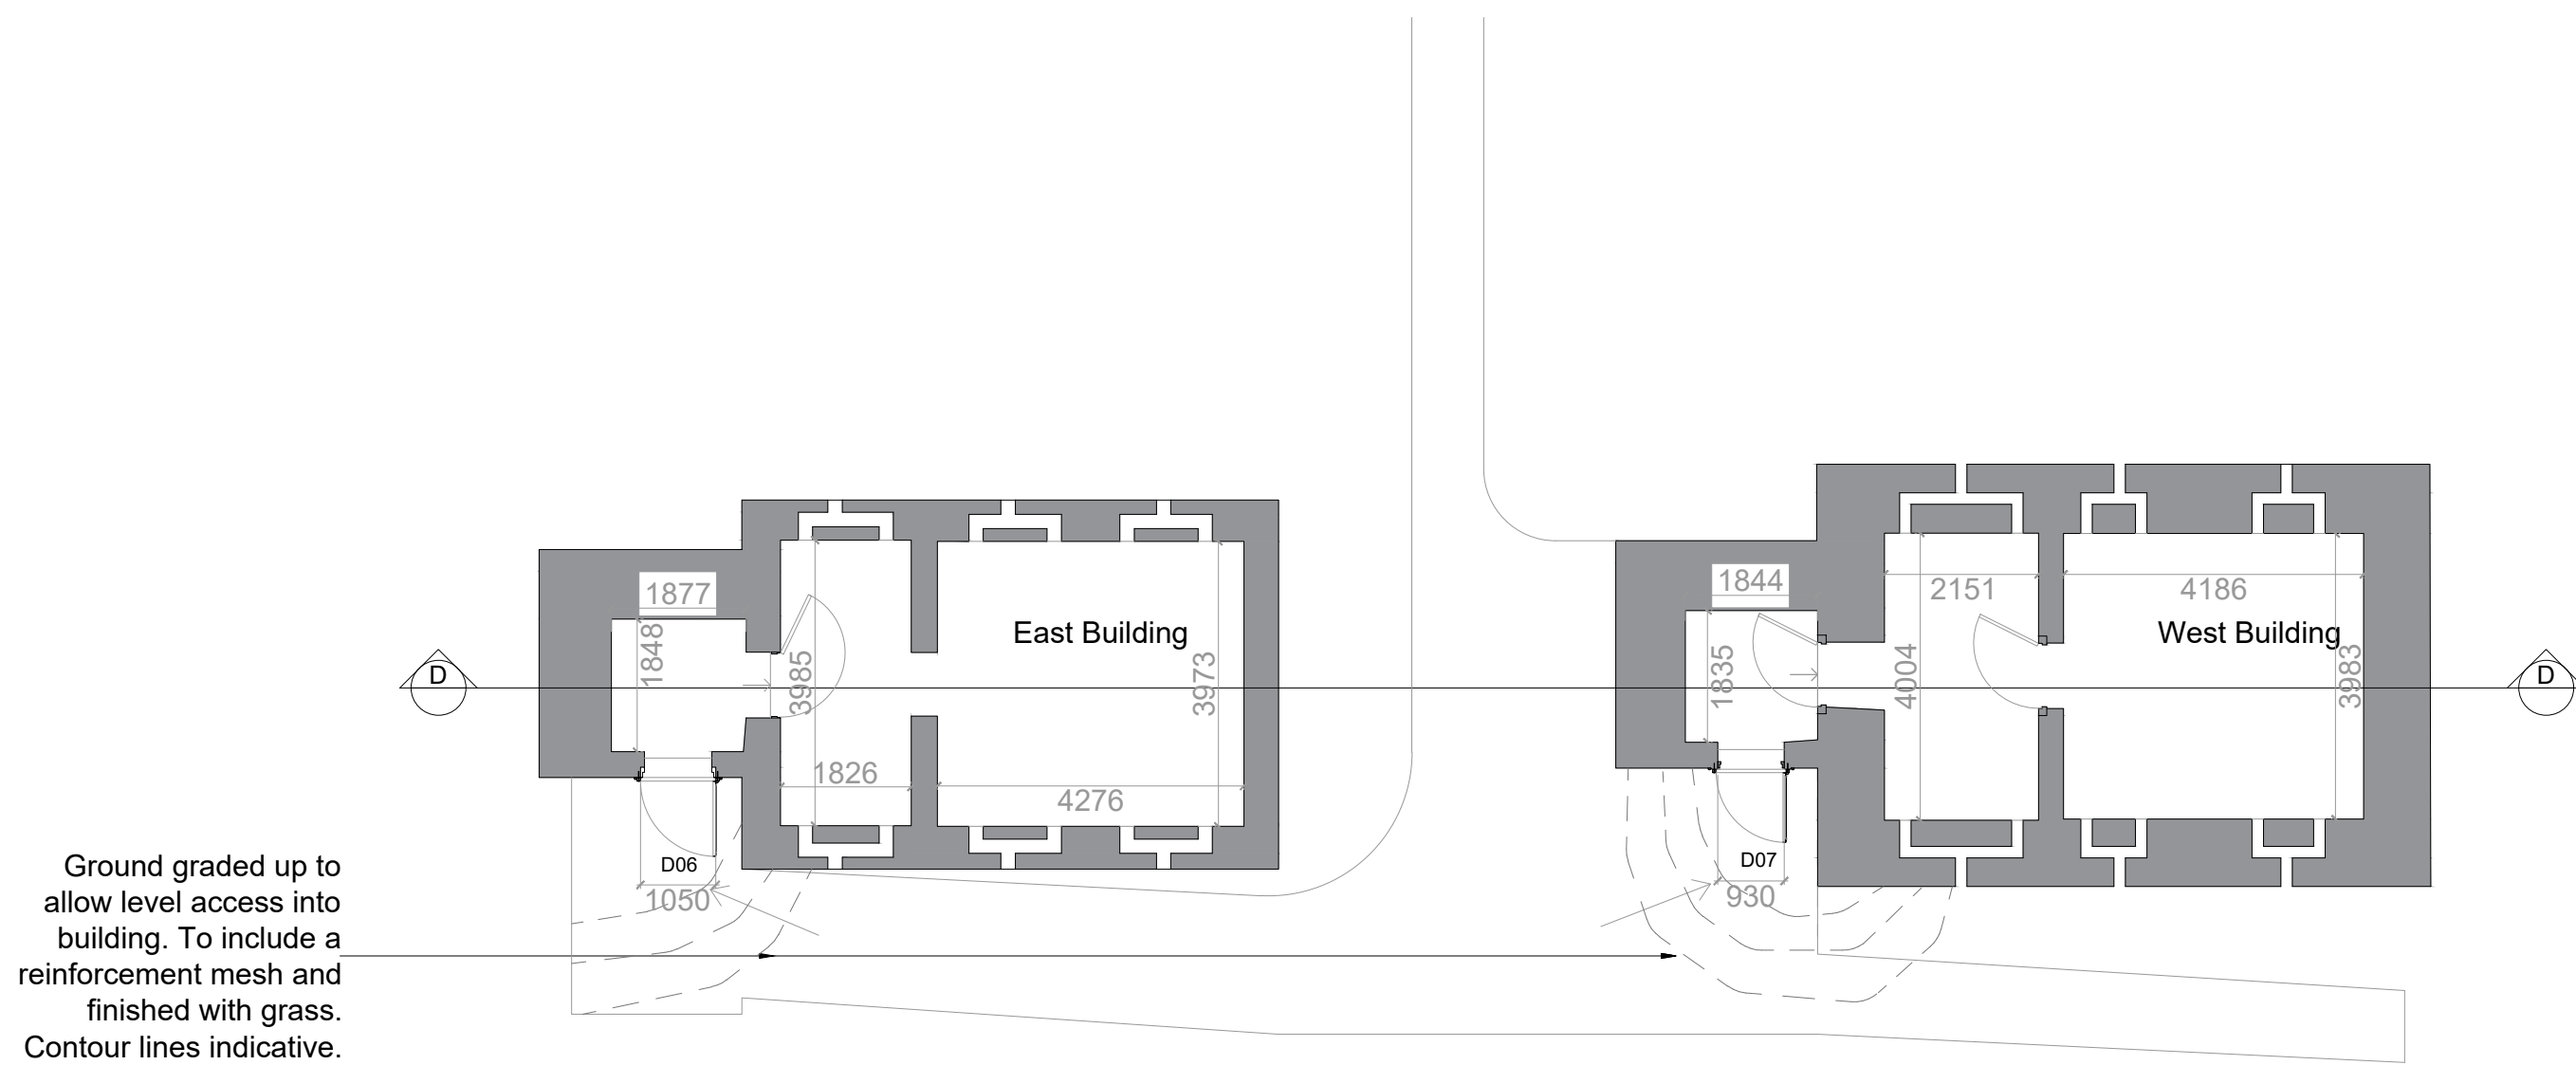 1877
1848
3985
1826
East Building
3973
4276
D
D06
1050
1844
1835
2151
4004
4186
West Building
3983
D
D07
930
Ground graded up to
allow level access into
building. To include a
reinforcement mesh and
finished with grass.
Contour lines indicative.